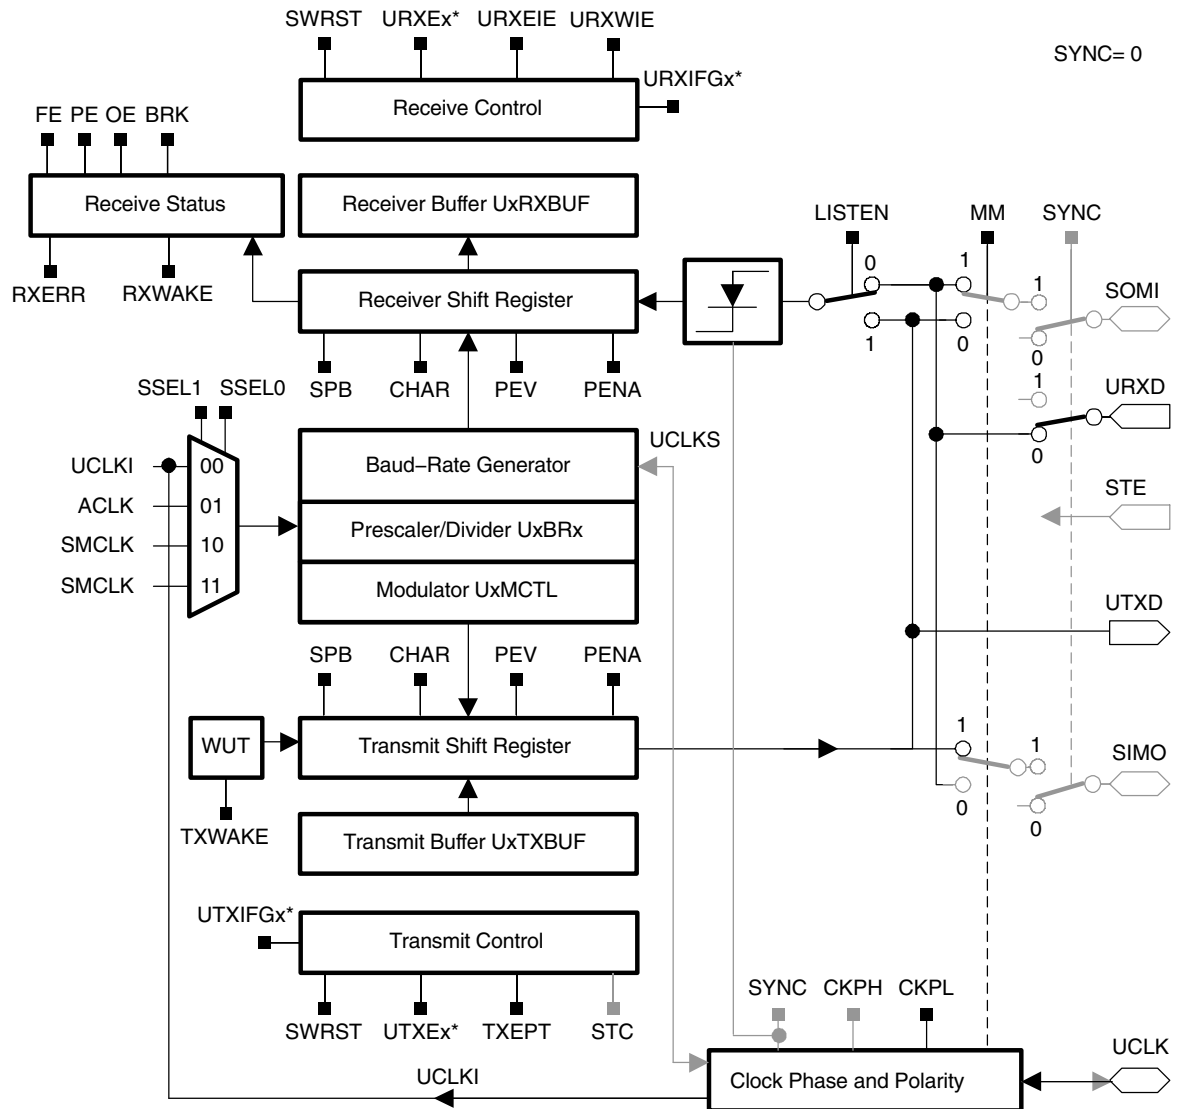 SWRST URXEx* URXEIE URXWIE
SYNC= 0
URXIFGx*
Receive Control
FE PE OE BRK
Receive Status
Receiver Buffer UxRXBUF
LISTEN MM SYNC
RXERR RXWAKE
Receiver Shift Register
0 1 1 SOMI
1 0 0
SPB CHAR PEV PENA
SSEL1 SSEL0
1 URXD
UCLKS
0
UCLKI 00
Baud–Rate Generator
ACLK 01
STE
SMCLK 10
Prescaler/Divider UxBRx
SMCLK 11
Modulator UxMCTL
UTXD
SPB CHAR PEV PENA
WUT
Transmit Shift Register
1 1 SIMO
0 0
TXWAKE
Transmit Buffer UxTXBUF
UTXIFGx*
Transmit Control
SYNC CKPH CKPL
SWRST UTXEx* TXEPT STC
UCLK
UCLKI
Clock Phase and Polarity